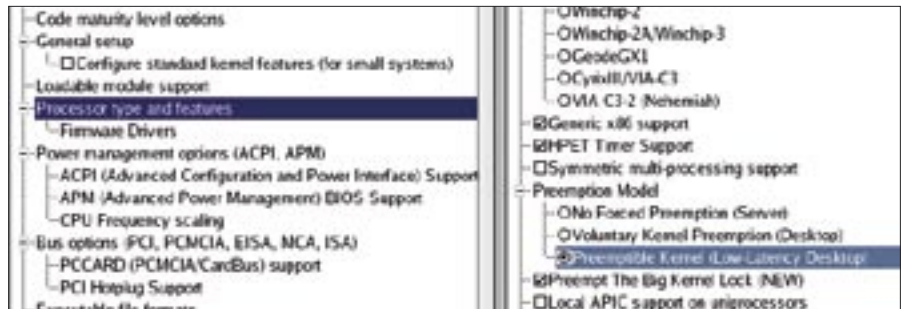 Code maturity level options
General setup
Configure standard kernel features (for small systems)
Loadable module support
Processor type and features
Firmware Drivers
Power management options (ACPI, APM)
ACPI (Advanced Configuration and Power Interface) Support
APM (Advanced Power Management) BIOS Support
CPU Frequency scaling
Bus options (PCI, PCMCIA, EISA, MCA, ISA)
PCCARD (PCMCIA/CardBus) support
PCI Hotplug Support
Executable file formats
Winchip-2
Winchip-2A/Winchip-3
GeodeGX1
CyrixIII/VIA-C3
VIA C3-2 (Nehemiah)
Generic x86 support
HPET Timer Support
Symmetric multi-processing support
Preemption Model
No Forced Preemption (Server)
Voluntary Kernel Preemption (Desktop)
Preemptible Kernel (Low-Latency Desktop)
Preempt The Big Kernel Lock (NEW)
Local APIC support on uniprocessors